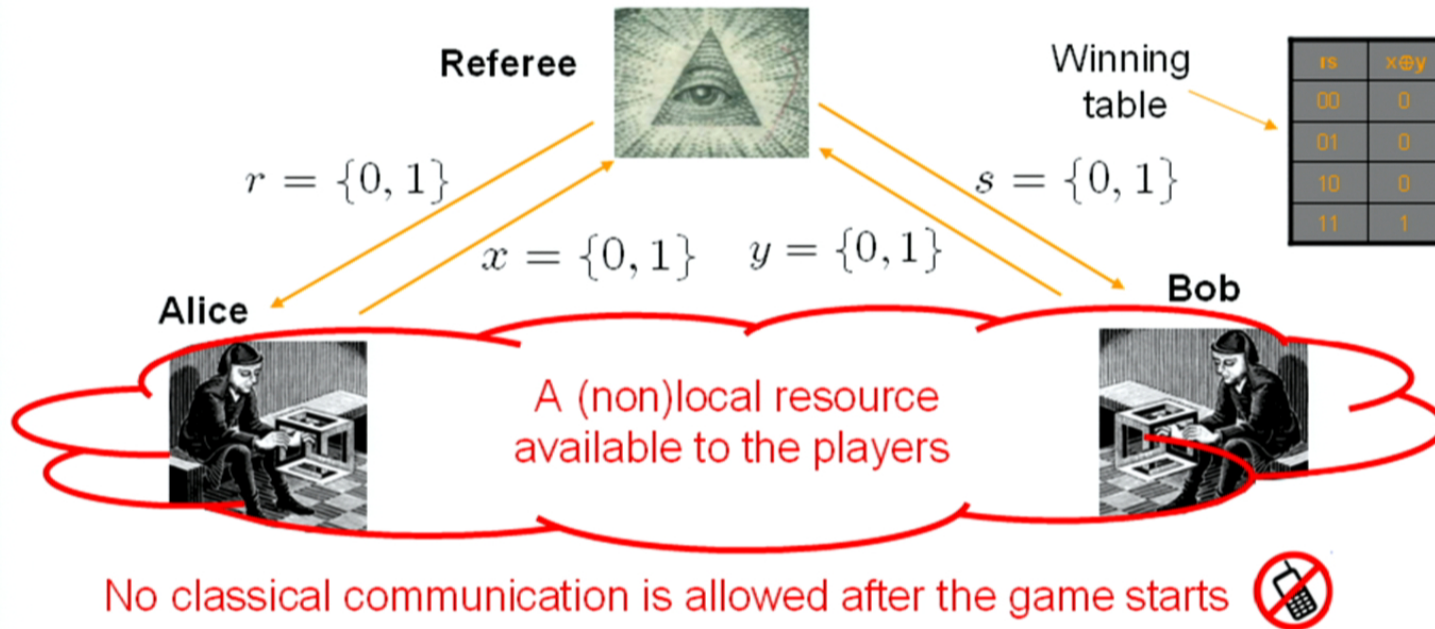 Referee
Winning
table
rs x⊕y
00 0
01 0
10 0
11 1
r = {0, 1}
s = {0, 1}
x = {0, 1}
y = {0, 1}
Alice
Bob
A (non)local resource
available to the players
No classical communication is allowed after the game starts